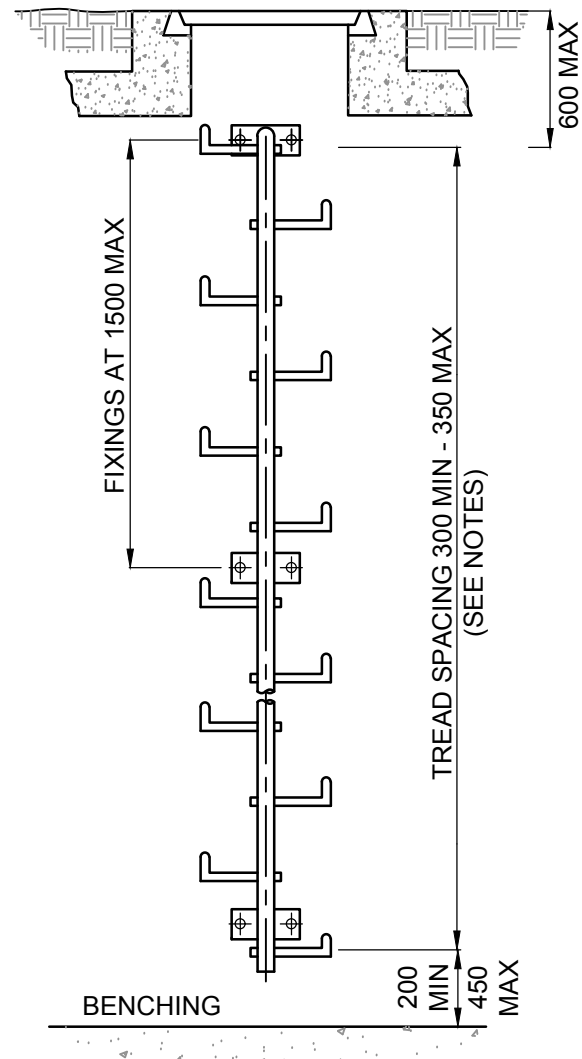 600 MAX
FIXINGS AT 1500 MAX
TREAD SPACING 300 MIN - 350 MAX
(SEE NOTES)
200
MIN
450
MAX
BENCHING